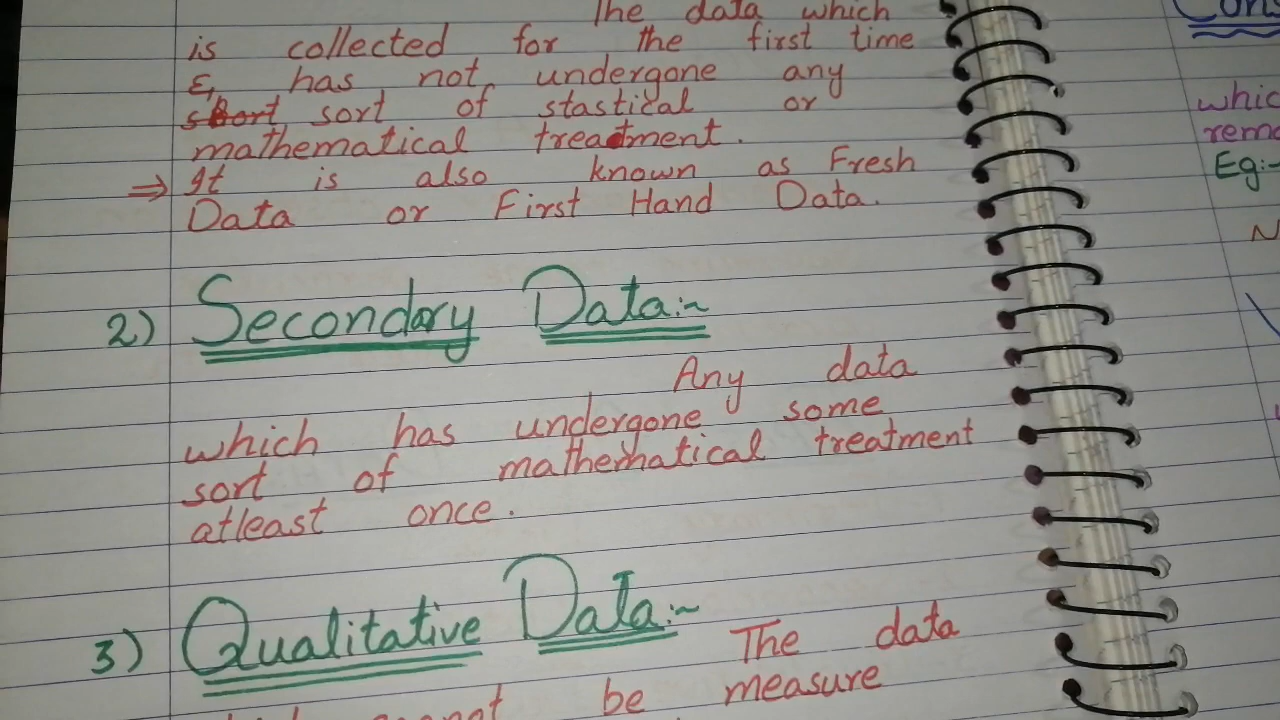 The data which
is collected for the first time
& has not undergone any
short sort of stastical or
mathematical treatment.
⇒ It is also known as Fresh
Data or First Hand Data.
2) Secondary Data:~
Any data
which has undergone some
sort of mathematical treatment
atleast once.
3) Qualitative Data:~ The data
be measure
Eg:-